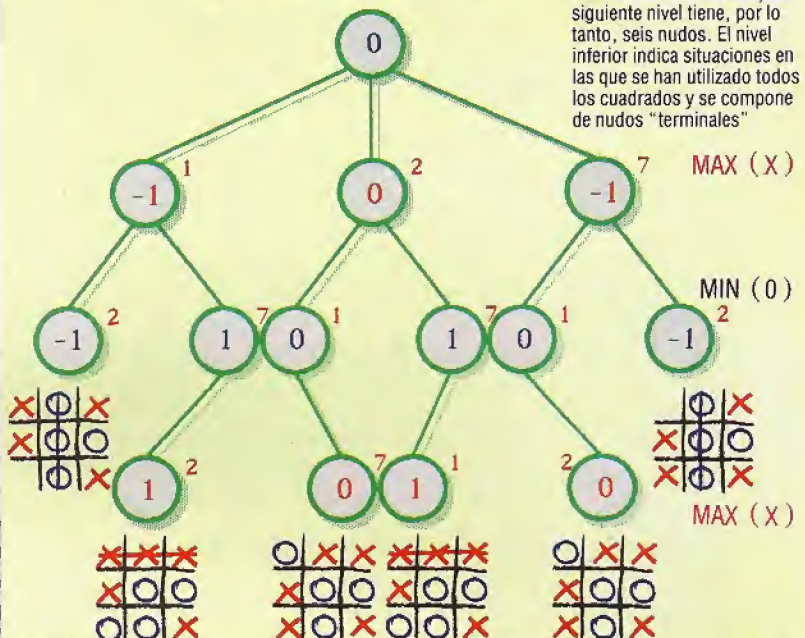 siguiente nivel tiene, por lo
tanto, seis nudos. El nivel
inferior indica situaciones en
las que se han utilizado todos
los cuadrados y se compone
de nudos "terminales"
0
MAX (X)
-1 1 0 2 -1 7
MIN (0)
-1 2 1 7 0 1 1 7 0 1 -1 2
X O X
X O O
O X
O X
X O O
X O X
1 2 0 7 1 1 2 0
MAX (X)
X X X
X O O
O O X
O X X
X O O
X O X
X X X
X O O
O O X
O X X
X O O
X O X